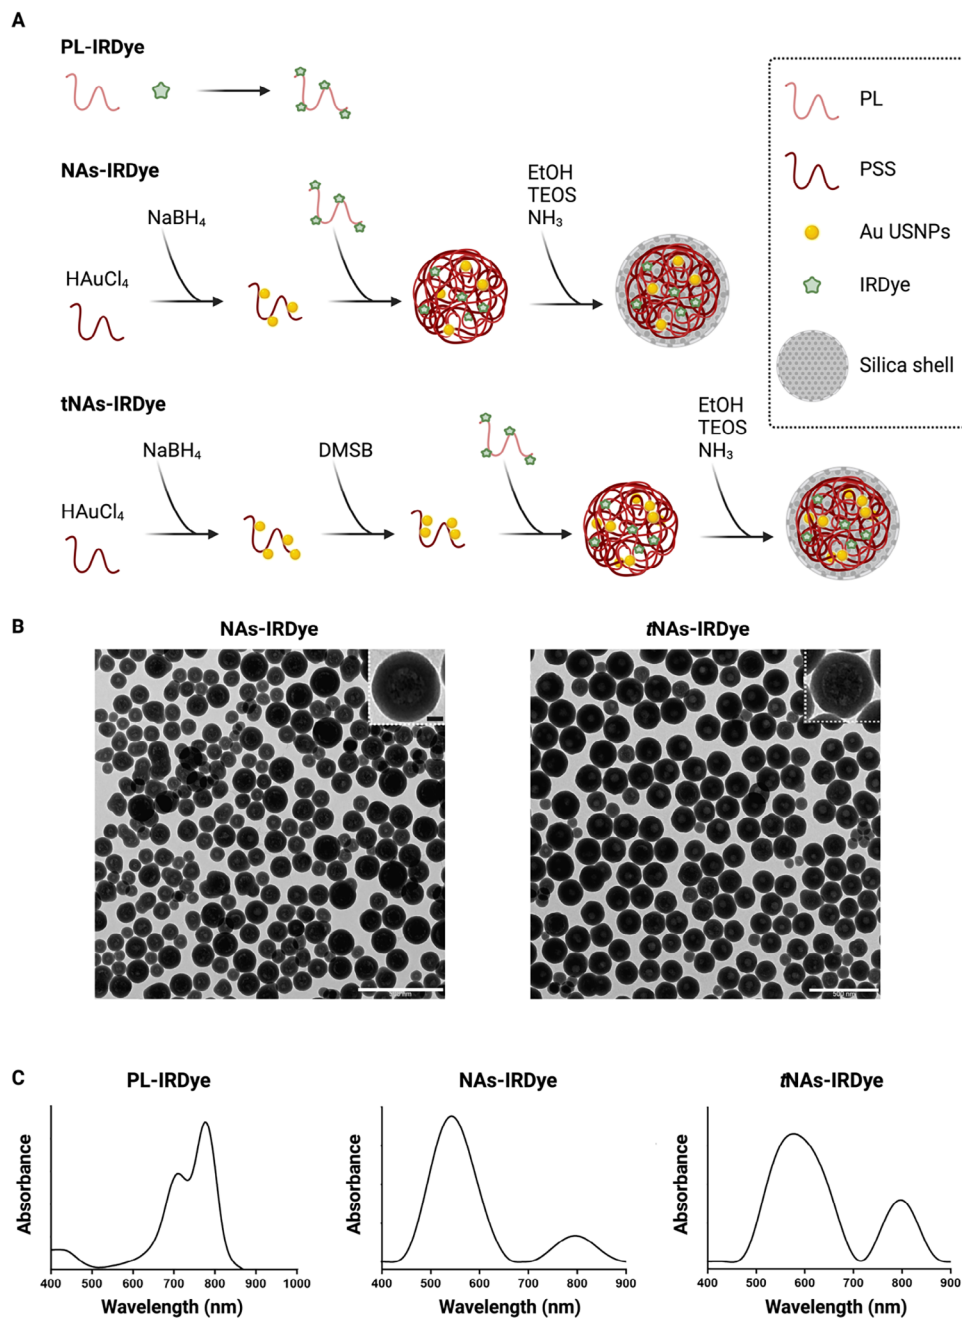 A
PL-IRDye
NAs-IRDye
NaBH4
HAuCl4
EtOH
TEOS
NH3
PL
PSS
Au USNPs
IRDye
Silica shell
tNAs-IRDye
NaBH4
DMSB
HAuCl4
EtOH
TEOS
NH3
B
NAs-IRDye
tNAs-IRDye
500 nm
C
PL-IRDye
NAs-IRDye
tNAs-IRDye
Absorbance
400 500 600 700 800 900 1000
Wavelength (nm)
Absorbance
400 500 600 700 800 900
Wavelength (nm)
Absorbance
400 500 600 700 800 900
Wavelength (nm)